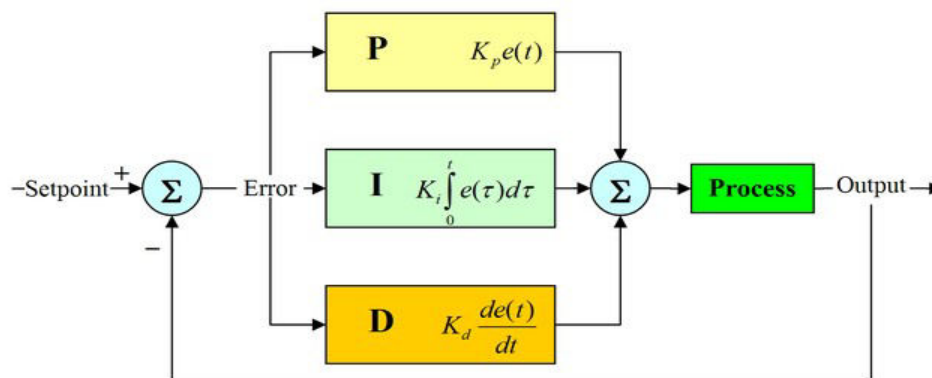 P K_p e(t)
+
–Setpoint Σ Error I K_i ∫_0^t e(τ)dτ Σ Process Output
−
D K_d de(t)/dt